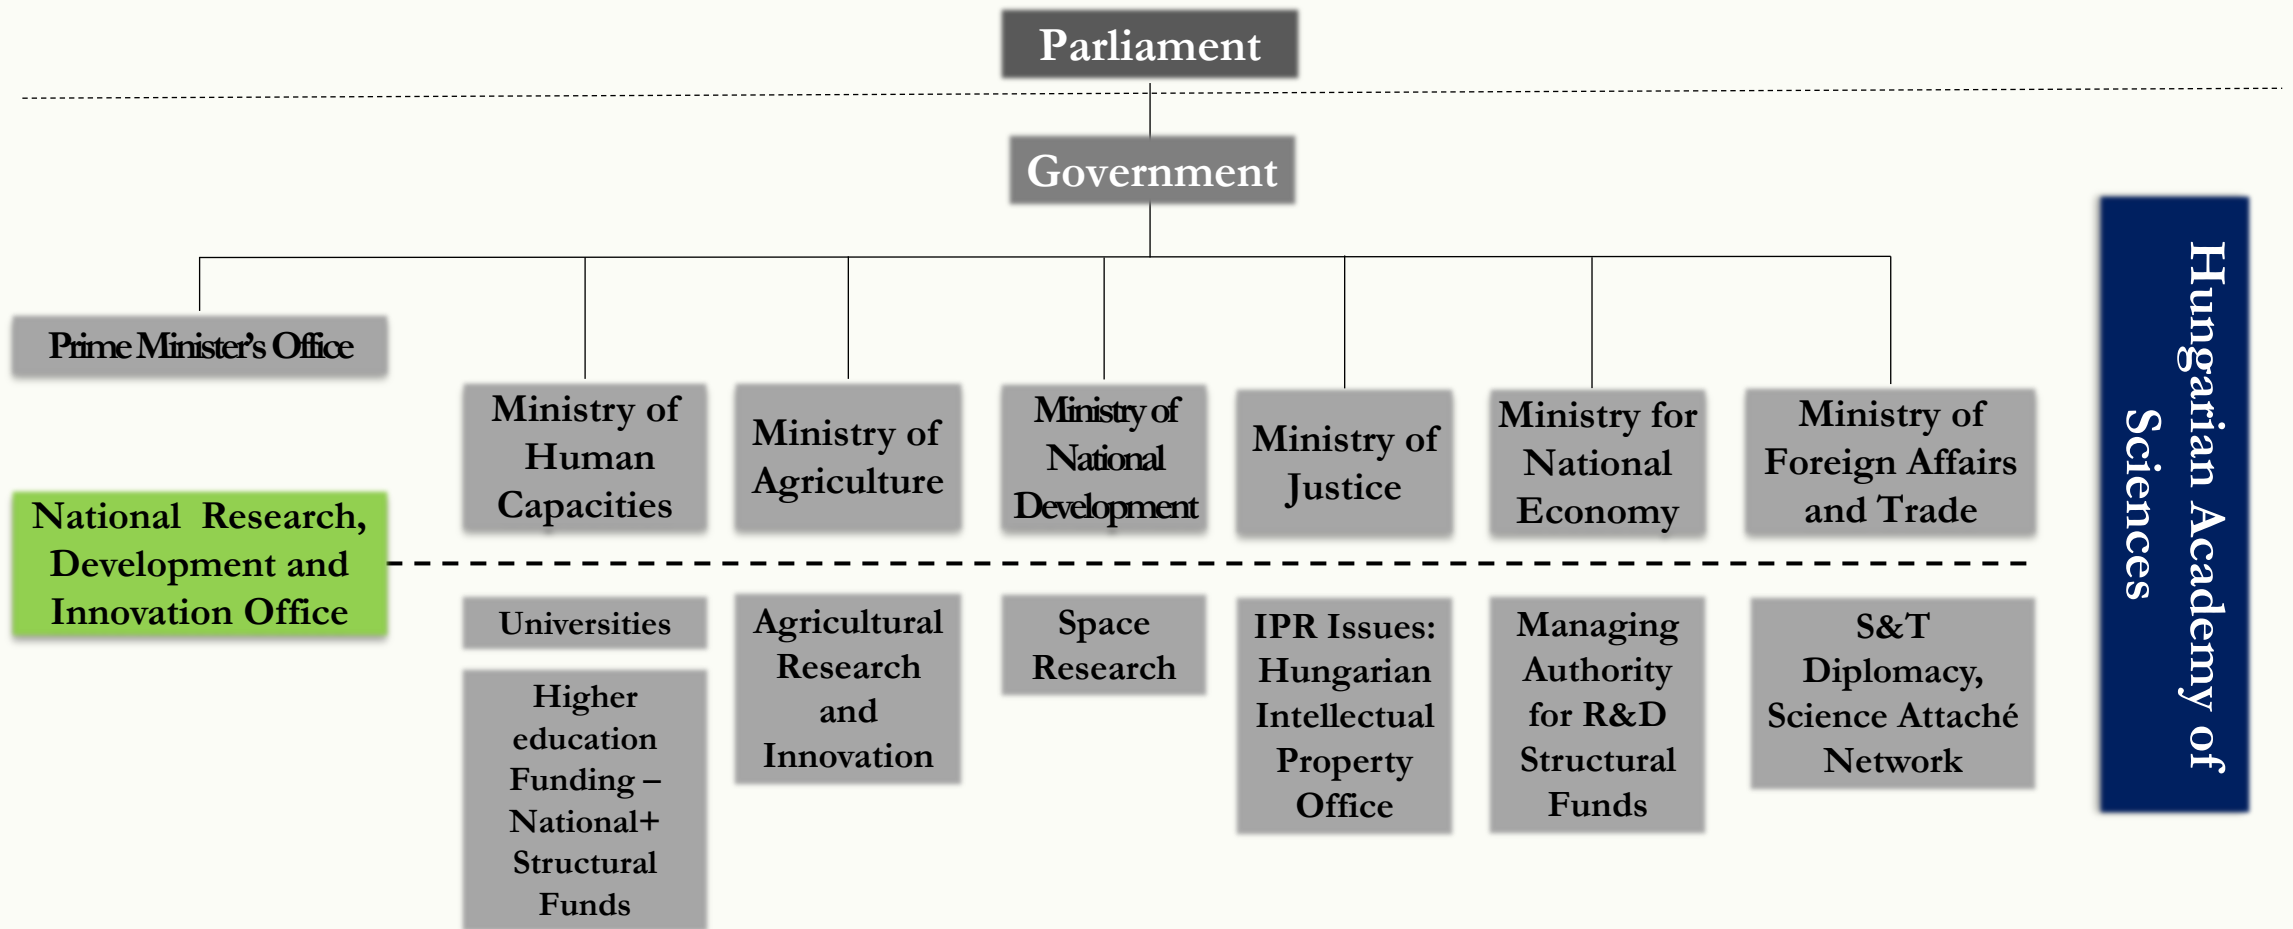 Parliament
Government
Prime Minister's Office
National Research,
Development and
Innovation Office
Ministry of
Human
Capacities
Ministry of
Agriculture
Ministry of
National
Development
Ministry of
Justice
Ministry for
National
Economy
Ministry of
Foreign Affairs
and Trade
Universities
Higher
education
Funding –
National+
Structural
Funds
Agricultural
Research
and
Innovation
Space
Research
IPR Issues:
Hungarian
Intellectual
Property
Office
Managing
Authority
for R&D
Structural
Funds
S&T
Diplomacy,
Science Attaché
Network
Hungarian Academy of
Sciences